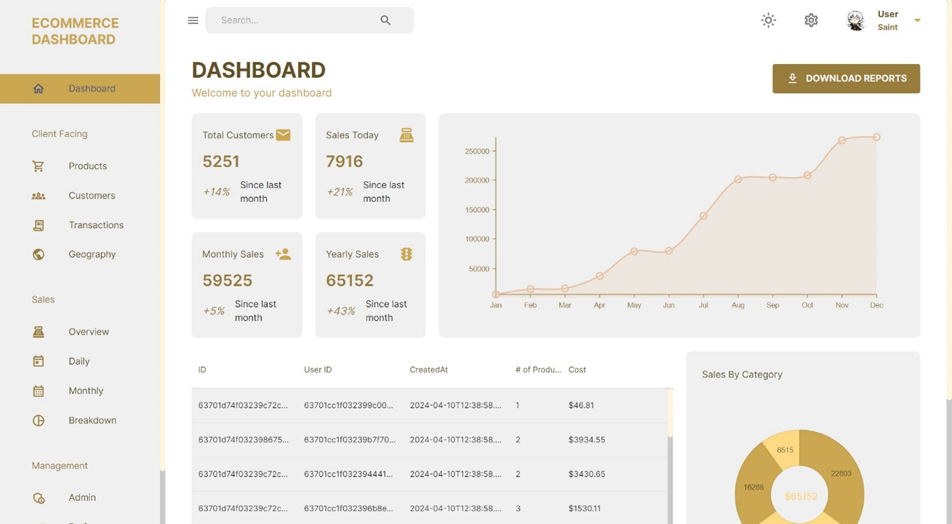 ECOMMERCE
DASHBOARD
Search...
User
Saint
Dashboard
Client Facing
Products
Customers
Transactions
Geography
Sales
Overview
Daily
Monthly
Breakdown
Management
Admin
DASHBOARD
Welcome to your dashboard
DOWNLOAD REPORTS
Total Customers
5251
+14% Since last
month
Sales Today
7916
+21% Since last
month
Monthly Sales
59525
+5% Since last
month
Yearly Sales
65152
+43% Since last
month
250000
200000
150000
100000
50000
Jan Feb Mar Apr May Jun Jul Aug Sep Oct Nov Dec
ID User ID CreatedAt # of Produ... Cost
63701d74f03239c72c... 63701cc1f032399c00... 2024-04-10T12:38:58.... 1 $46.81
63701d74f032398675... 63701cc1f03239b7f70... 2024-04-10T12:38:58.... 2 $3934.55
63701d74f03239c72c... 63701cc1f032394441... 2024-04-10T12:38:58.... 2 $3430.65
63701d74f03239c72c... 63701cc1f032396b8e... 2024-04-10T12:38:58.... 3 $1530.11
Sales By Category
6515
22803
16288
$65152